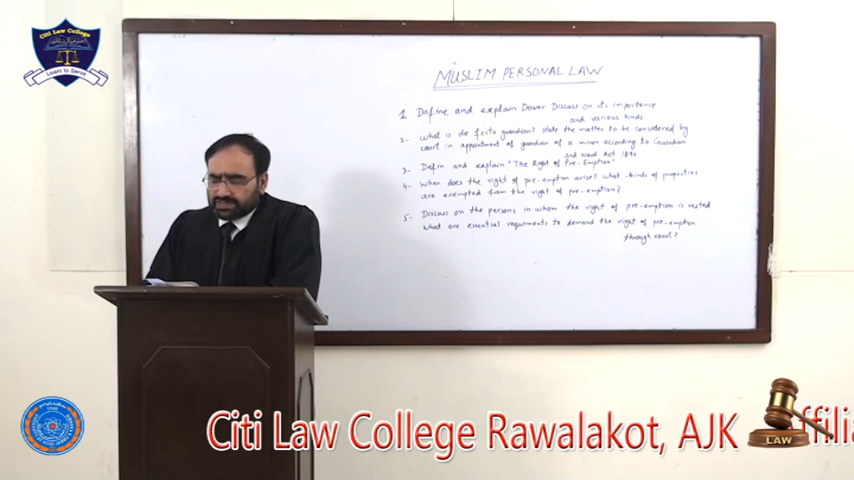 Citi Law College
Learn to Serve
MUSLIM PERSONAL LAW
1 Define and explain Dower Discuss on its importance
and various kinds
2- What is de fecto guardian? state the matter to be considered by
court in appointment of guardian of a minor according to Guardian
and Ward Act 1890
3- Defin and explain "The Right of Pre-Emption"
4- When does the right of pre-emption arise? what kinds of properties
are exempted from the right of pre-emption?
5- Discuss on the persons in whom the right of pre-emption is vested
What are essential requirments to demand the right of pre-emption
through court?
Citi Law College Rawalakot, AJK
LAW
ffilia